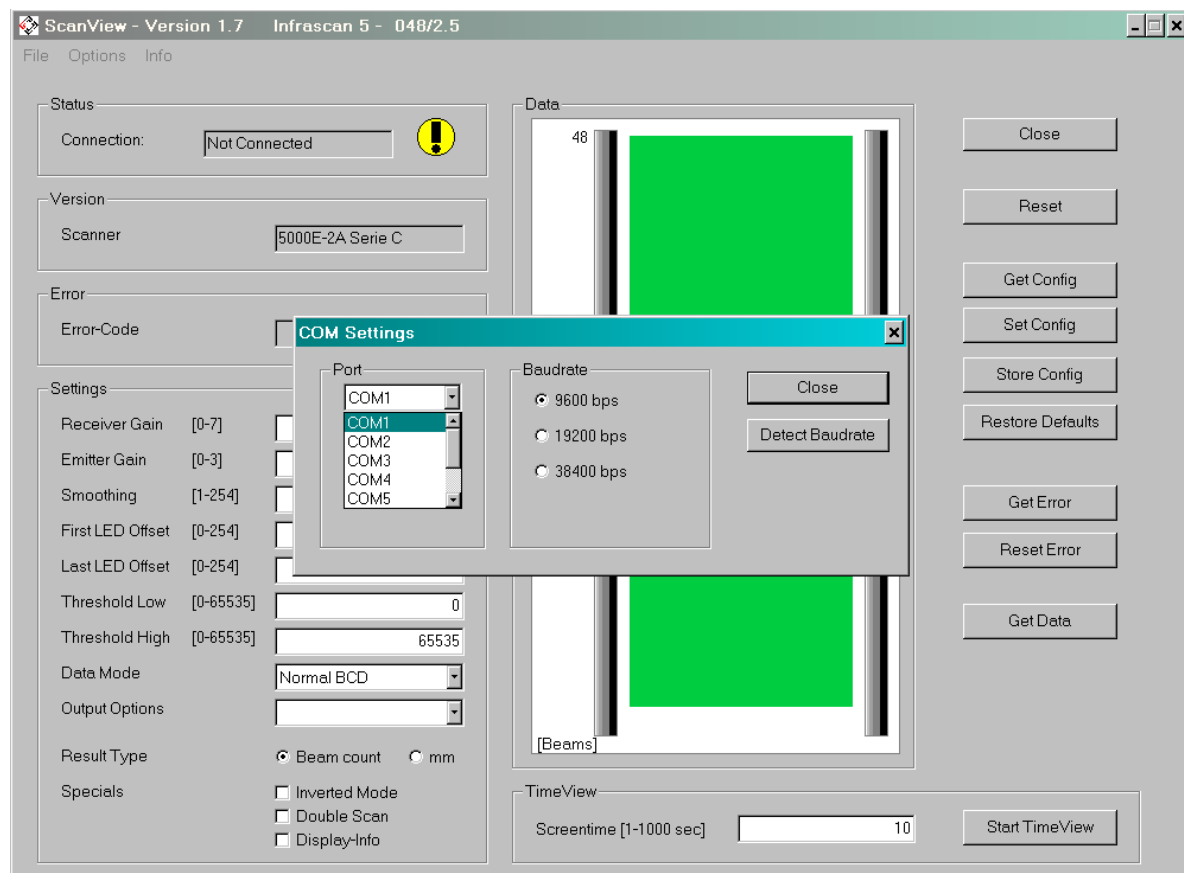 ScanView - Version 1.7 Infrascan 5 - 048/2.5
File Options Info
Status
Connection: Not Connected
Version
Scanner 5000E-2A Serie C
Error
Error-Code
Settings
Receiver Gain [0-7]
Emitter Gain [0-3]
Smoothing [1-254]
First LED Offset [0-254]
Last LED Offset [0-254]
Threshold Low [0-65535] 0
Threshold High [0-65535] 65535
Data Mode Normal BCD
Output Options
Result Type Beam count mm
Specials Inverted Mode
Double Scan
Display-Info
Data
48
[Beams]
COM Settings
Port
COM1
COM1
COM2
COM3
COM4
COM5
Baudrate
9600 bps
19200 bps
38400 bps
Close
Detect Baudrate
TimeView
Screentime [1-1000 sec] 10
Start TimeView
Close
Reset
Get Config
Set Config
Store Config
Restore Defaults
Get Error
Reset Error
Get Data